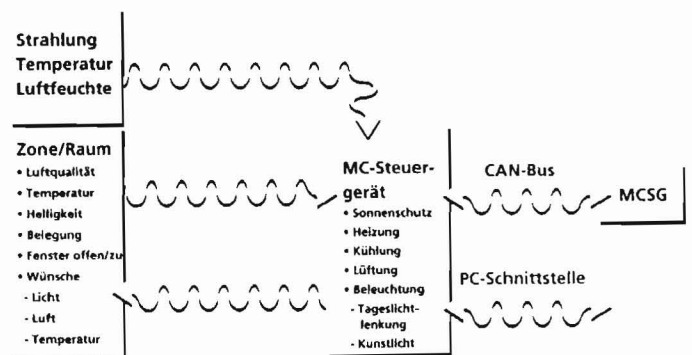 Strahlung
Temperatur
Luftfeuchte
Zone/Raum
• Luftqualität
• Temperatur
• Helligkeit
• Belegung
• Fenster offen/zu
• Wünsche
- Licht
- Luft
- Temperatur
MC-Steuer-
gerät
• Sonnenschutz
• Heizung
• Kühlung
• Lüftung
• Beleuchtung
- Tageslicht-
lenkung
- Kunstlicht
CAN-Bus
MCSG
PC-Schnittstelle